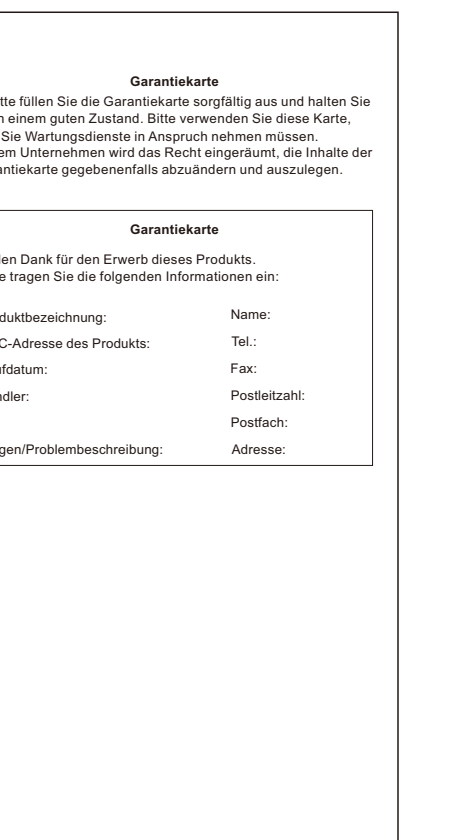 Garantiekarte
tte füllen Sie die Garantiekarte sorgfältig aus und halten Sie
einem guten Zustand. Bitte verwenden Sie diese Karte,
Sie Wartungsdienste in Anspruch nehmen müssen.
em Unternehmen wird das Recht eingeräumt, die Inhalte der
antiekarte gegebenenfalls abzuändern und auszulegen.
Garantiekarte
len Dank für den Erwerb dieses Produkts.
e tragen Sie die folgenden Informationen ein:
duktbezeichnung:
C-Adresse des Produkts:
ufdatum:
ndler:
gen/Problembeschreibung:
Name:
Tel.:
Fax:
Postleitzahl:
Postfach:
Adresse: